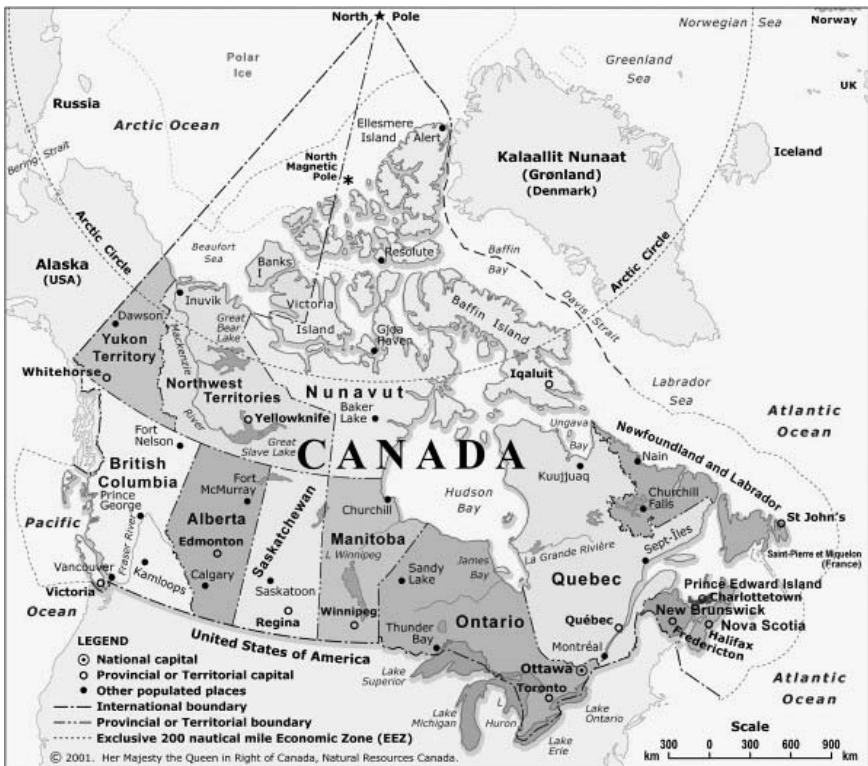 North Pole
Norwegian Sea
Norway
Polar
Ice
Greenland
Sea
UK
Russia
Arctic Ocean
Ellesmere
Island
Alert
North
Magnetic
Pole
Kalaallit Nunaat
(Grønland)
(Denmark)
Iceland
Bering Strait
Arctic Circle
Beaufort
Sea
Banks
I
Resolute
Baffin
Bay
Arctic Circle
Alaska
(USA)
Inuvik
Victoria
Island
Baffin Island
Davis Strait
Dawson
Great
Bear
Lake
Gjoa
Haven
Yukon
Territory
Mackenzie
River
Whitehorse
Northwest
Territories
Nunavut
Iqaluit
Labrador
Sea
Yellowknife
Baker
Lake
Great
Slave Lake
Ungava
Bay
Atlantic
Ocean
Fort
Nelson
CANADA
Newfoundland and Labrador
Nain
British
Columbia
Fort
McMurray
Kuujjuaq
Hudson
Bay
Churchill
Falls
Prince
George
Pacific
Ocean
Alberta
Saskatchewan
Churchill
Manitoba
St John's
Edmonton
L Winnipeg
La Grande Rivière
Sept-Îles
Saint-Pierre et Miquelon
(France)
Fraser River
Vancouver
Victoria
Kamloops
Calgary
Saskatoon
Sandy
Lake
James
Bay
Quebec
Prince Edward Island
Charlottetown
Regina
Winnipeg
Ontario
Québec
New Brunswick
Nova Scotia
Halifax
Fredericton
United States of America
Thunder
Bay
Montréal
Ottawa
Toronto
Lake
Superior
Lake
Michigan
L
Huron
Lake
Ontario
Lake
Erie
Atlantic
Ocean
LEGEND
National capital
Provincial or Territorial capital
Other populated places
International boundary
Provincial or Territorial boundary
Exclusive 200 nautical mile Economic Zone (EEZ)
© 2001. Her Majesty the Queen in Right of Canada, Natural Resources Canada.
Scale
300 0 300 600
km km